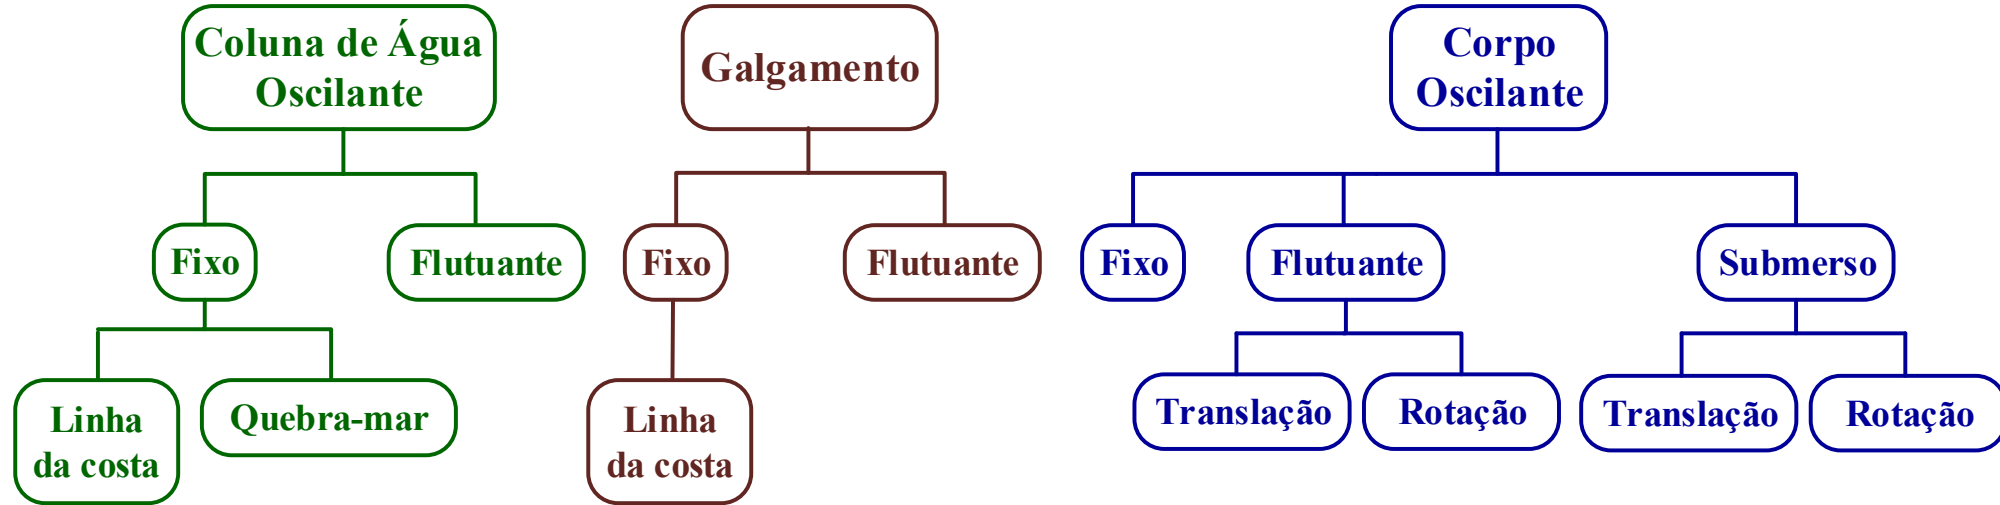 Coluna de Água
Oscilante
Galgamento
Corpo
Oscilante
Fixo
Flutuante
Fixo
Flutuante
Fixo
Flutuante
Submerso
Linha
da costa
Quebra-mar
Linha
da costa
Translação
Rotação
Translação
Rotação